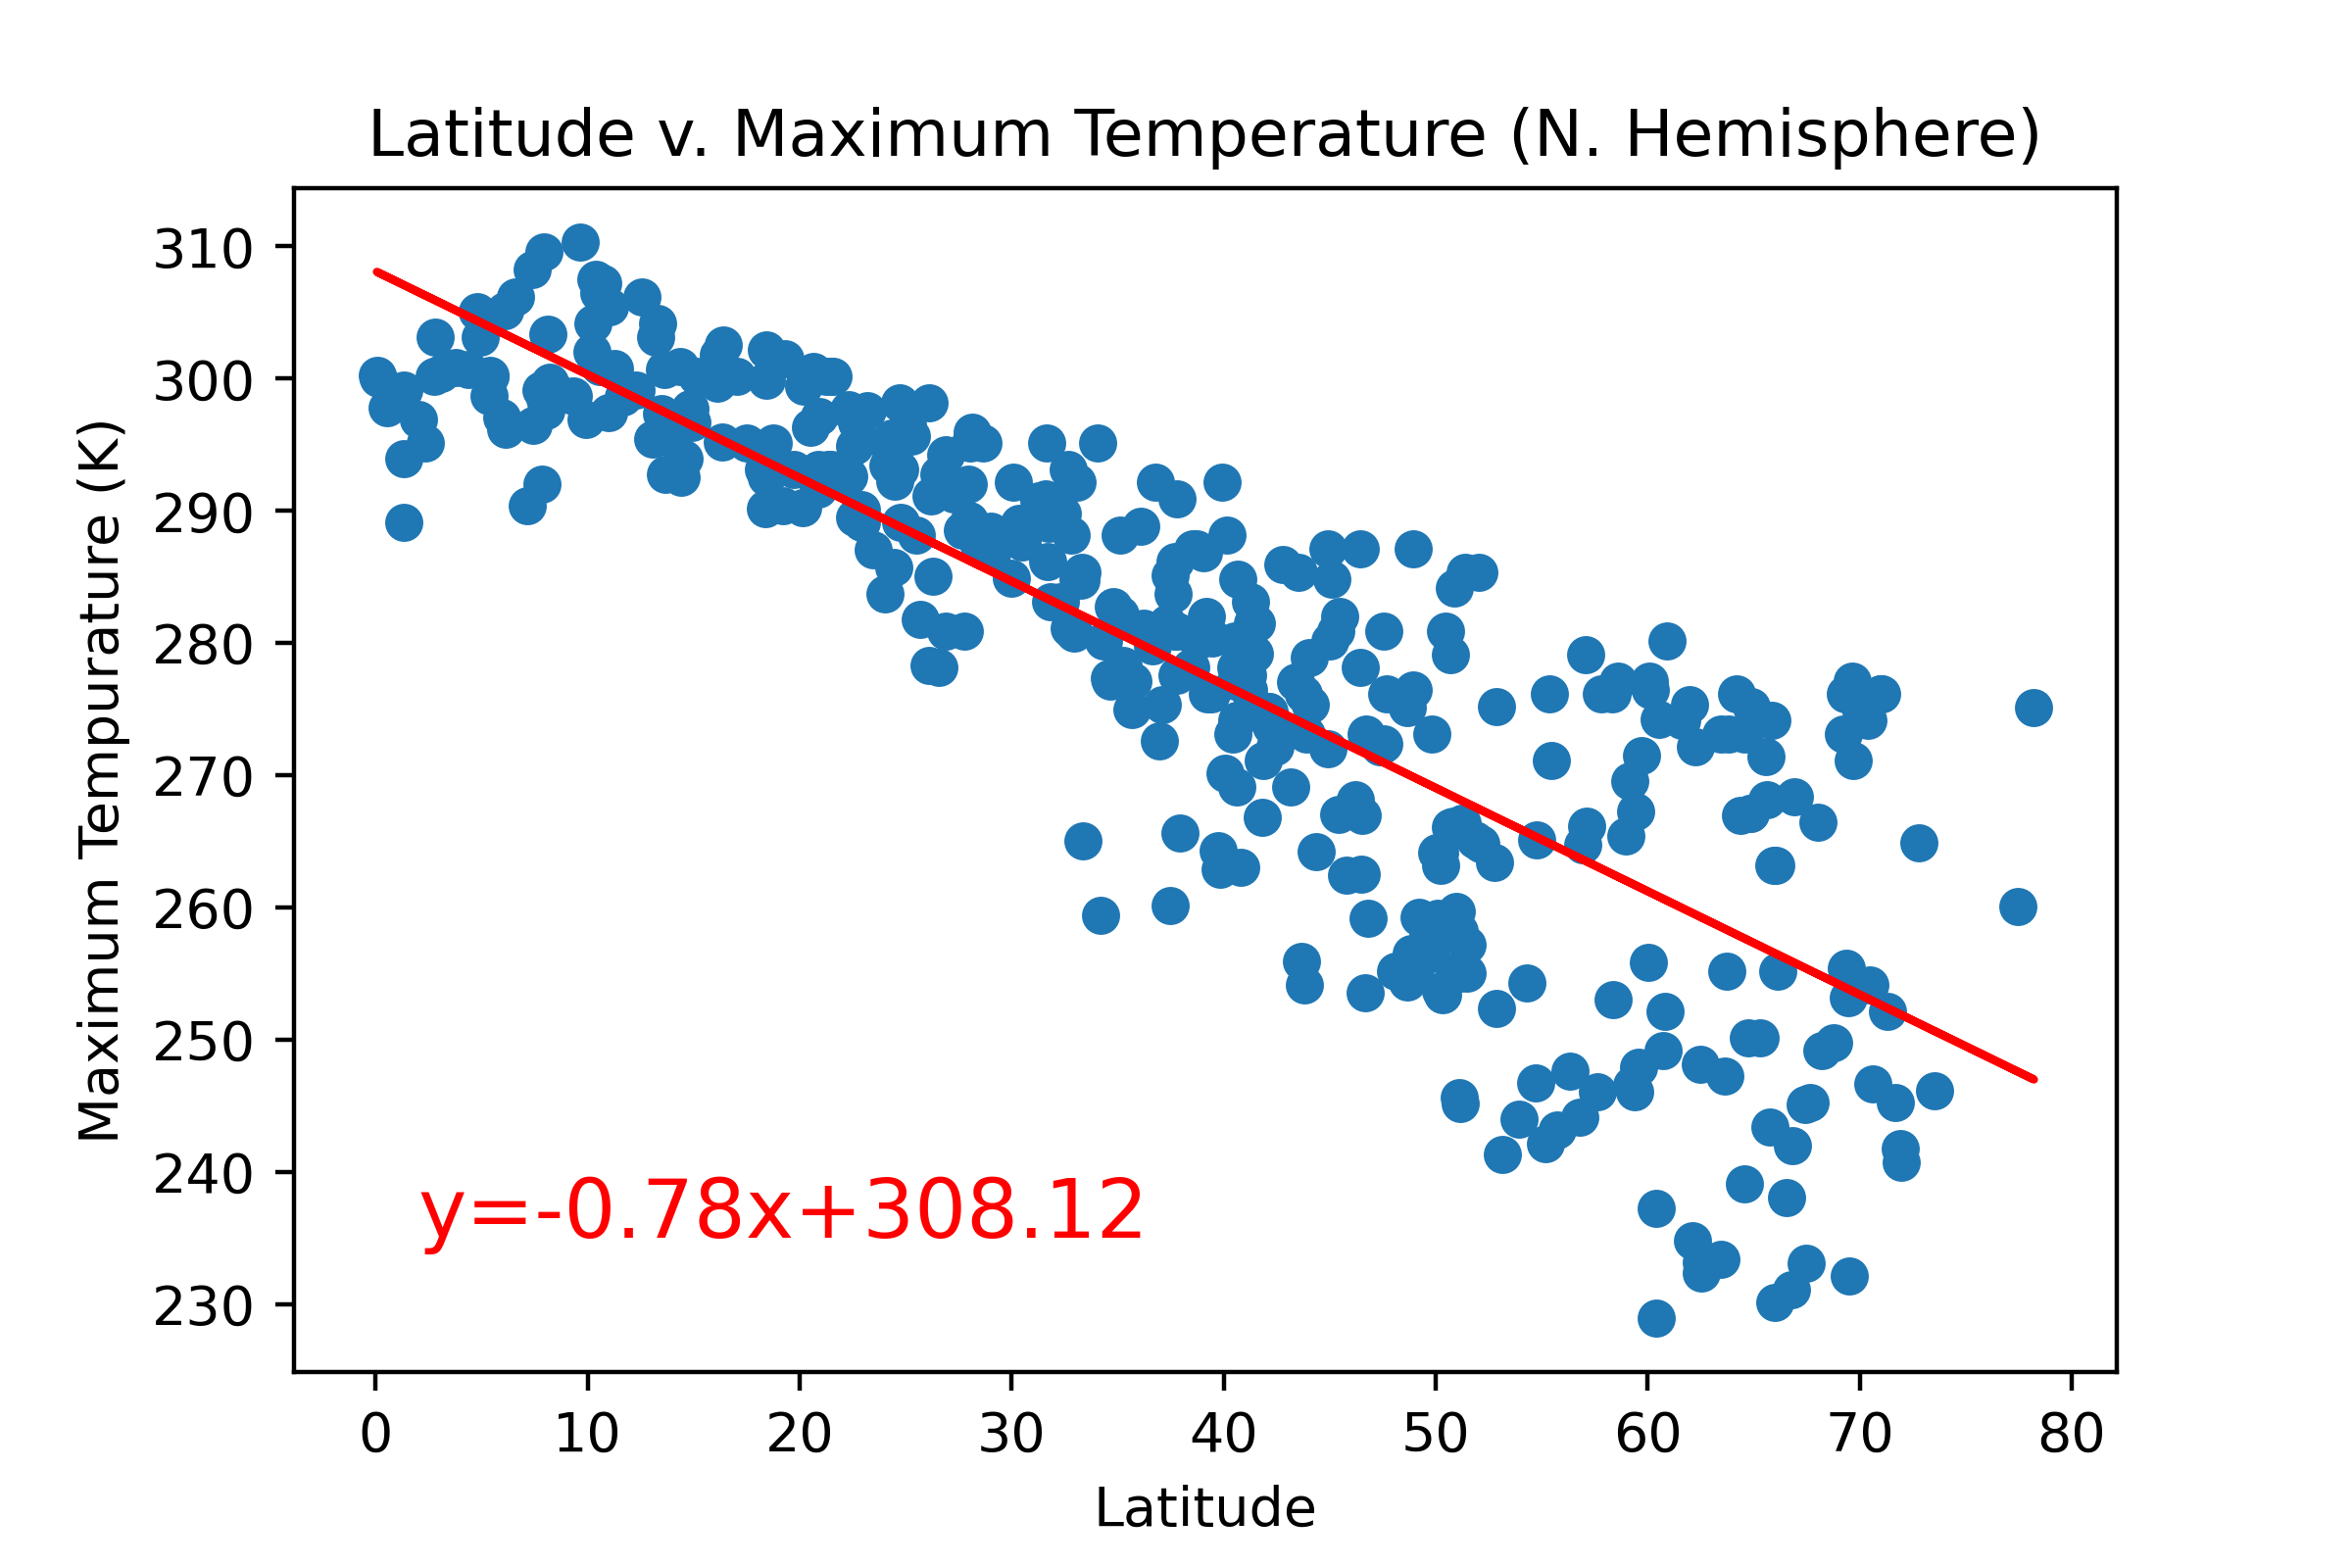 Latitude v. Maximum Temperature (N. Hemisphere)
Maximum Tempurature (K)
310
300
290
280
270
260
250
240
230
y=-0.78x+308.12
0 10 20 30 40 50 60 70 80
Latitude